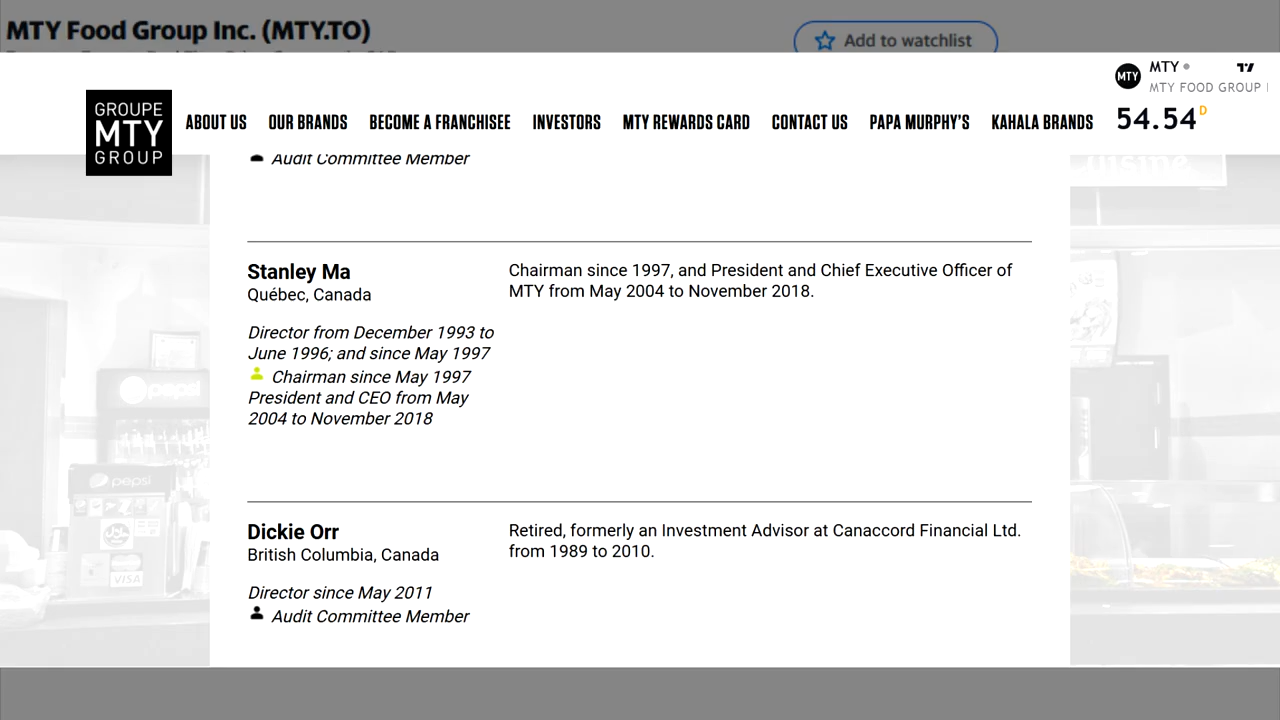 MTY Food Group Inc. (MTY.TO)
Add to watchlist
MTY
MTY
MTY FOOD GROUP
54.54 D
GROUPE
MTY
GROUP
ABOUT US OUR BRANDS BECOME A FRANCHISEE INVESTORS MTY REWARDS CARD CONTACT US PAPA MURPHY'S KAHALA BRANDS
Audit Committee Member
Cuisine
Stanley Ma
Québec, Canada
Chairman since 1997, and President and Chief Executive Officer of
MTY from May 2004 to November 2018.
Director from December 1993 to
June 1996; and since May 1997
Chairman since May 1997
President and CEO from May
2004 to November 2018
pepsi
pepsi
VISA
Dickie Orr
British Columbia, Canada
Retired, formerly an Investment Advisor at Canaccord Financial Ltd.
from 1989 to 2010.
Director since May 2011
Audit Committee Member